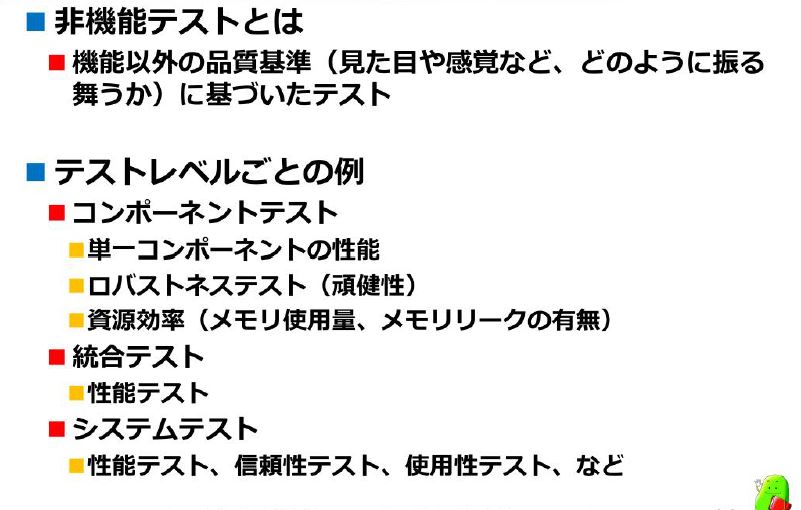 非機能テストとは
機能以外の品質基準（見た目や感覚など、どのように振る
舞うか）に基づいたテスト
テストレベルごとの例
コンポーネントテスト
単一コンポーネントの性能
ロバストネステスト（頑健性）
資源効率（メモリ使用量、メモリリークの有無）
統合テスト
性能テスト
システムテスト
性能テスト、信頼性テスト、使用性テスト、など